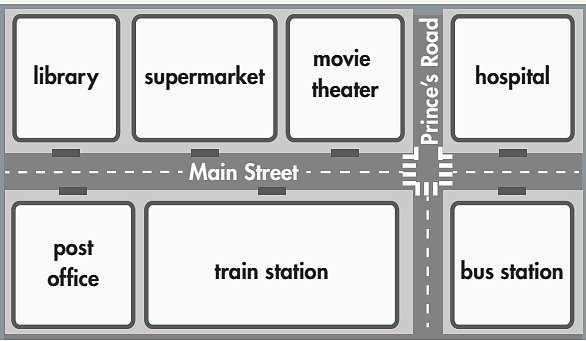 library
supermarket
movie
theater
Prince's Road
hospital
Main Street
post
office
train station
bus station